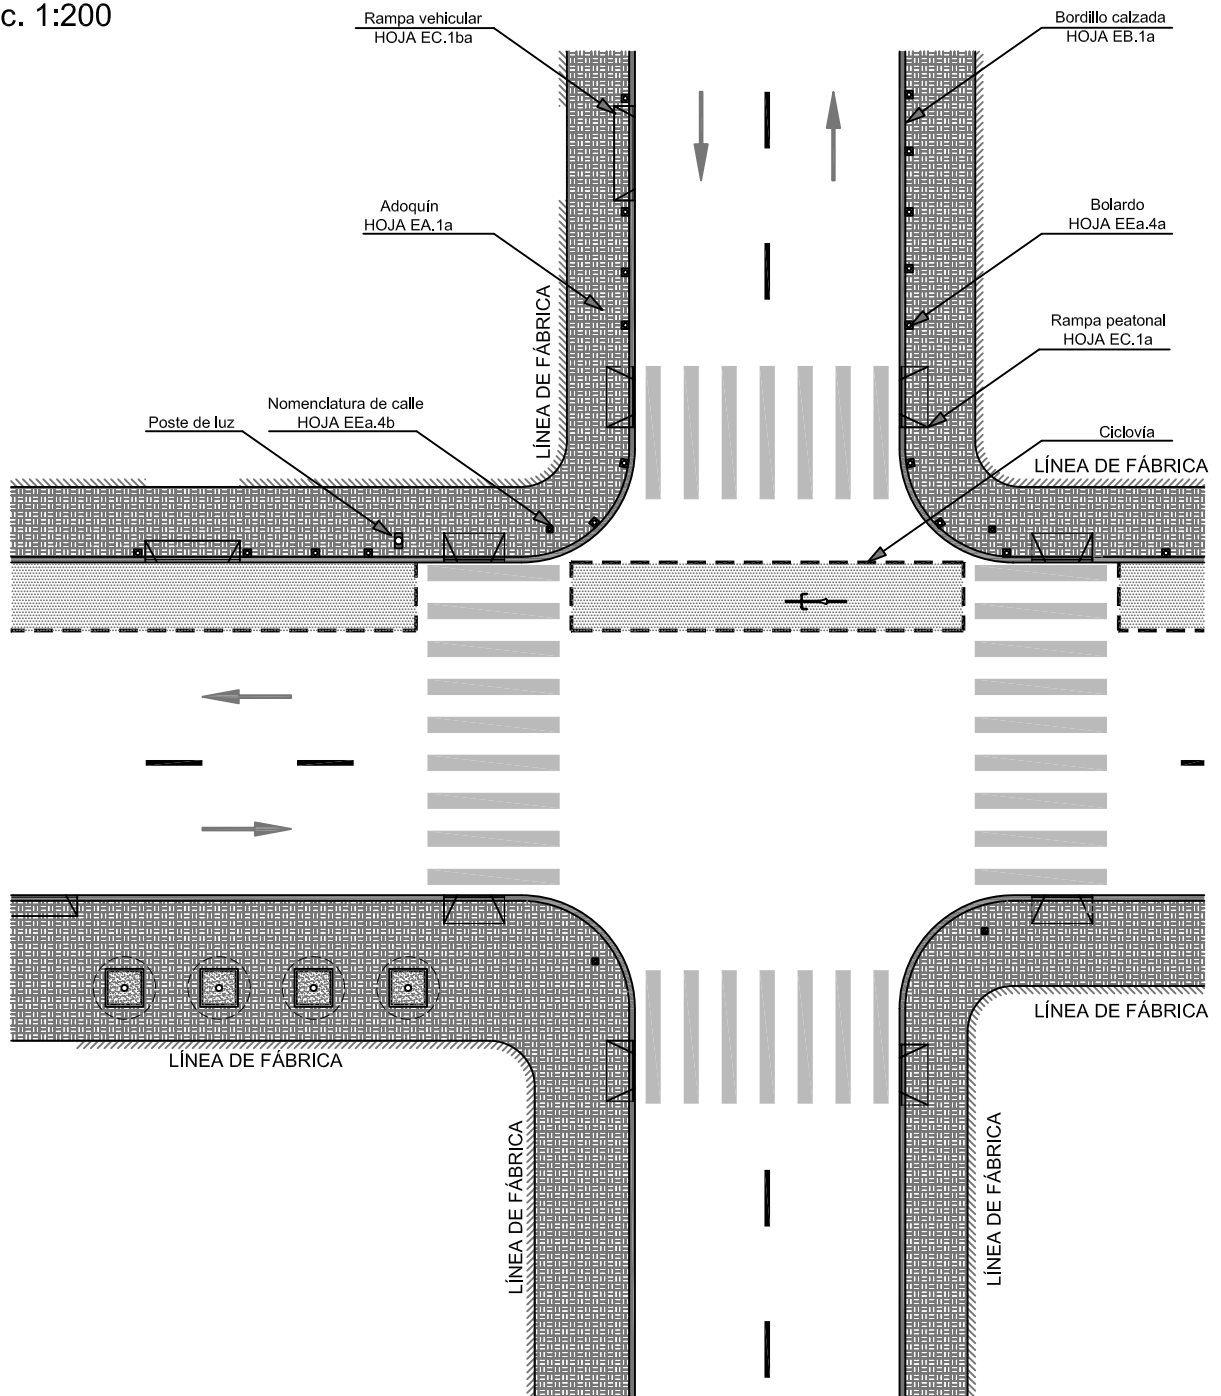 c. 1:200
Rampa vehicular
HOJA EC.1ba
Bordillo calzada
HOJA EB.1a
Adoquín
HOJA EA.1a
Bolardo
HOJA EEa.4a
LÍNEA DE FÁBRICA
Rampa peatonal
HOJA EC.1a
Nomenclatura de calle
HOJA EEa.4b
Poste de luz
Ciclovía
LÍNEA DE FÁBRICA
LÍNEA DE FÁBRICA
LÍNEA DE FÁBRICA
LÍNEA DE FÁBRICA
LÍNEA DE FÁBRICA